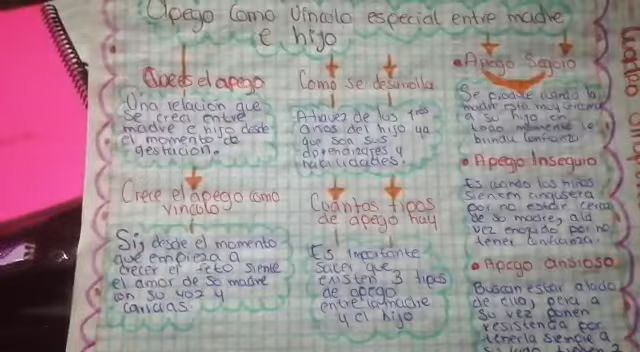 Apego Como Vínculo especial entre madre
e hijo
Que es el apego
Una relación que
Se crea entre
madre e hijo desde
el momento de
gestación.
Crece el apego como
vinculo
Si, desde el momento
que empieza a
crecer el feto siente
el amor de su madre
con su voz y
caricias.
Como se desarrolla
Através de los tres
años del hijo ya
que son sus
aprendizajes y
habilidades.
Cuantos tipos
de apego hay
Es importante
saber que
existen 3 tipos
de apego
entre la madre
y el hijo
• Apego Seguro
Se produce cuando la
madre esta muy cercana
a su hijo en
todo momento le
brinda confianza
• Apego Inseguro
Es cuando los niños
sienten angustia
por no estar cerca
de su madre, a la
vez enojado por no
tener confianza.
• Apego ansioso
Buscan estar alado
de ella, pero a
su vez ponen
resistencia por
tenerla siempre a